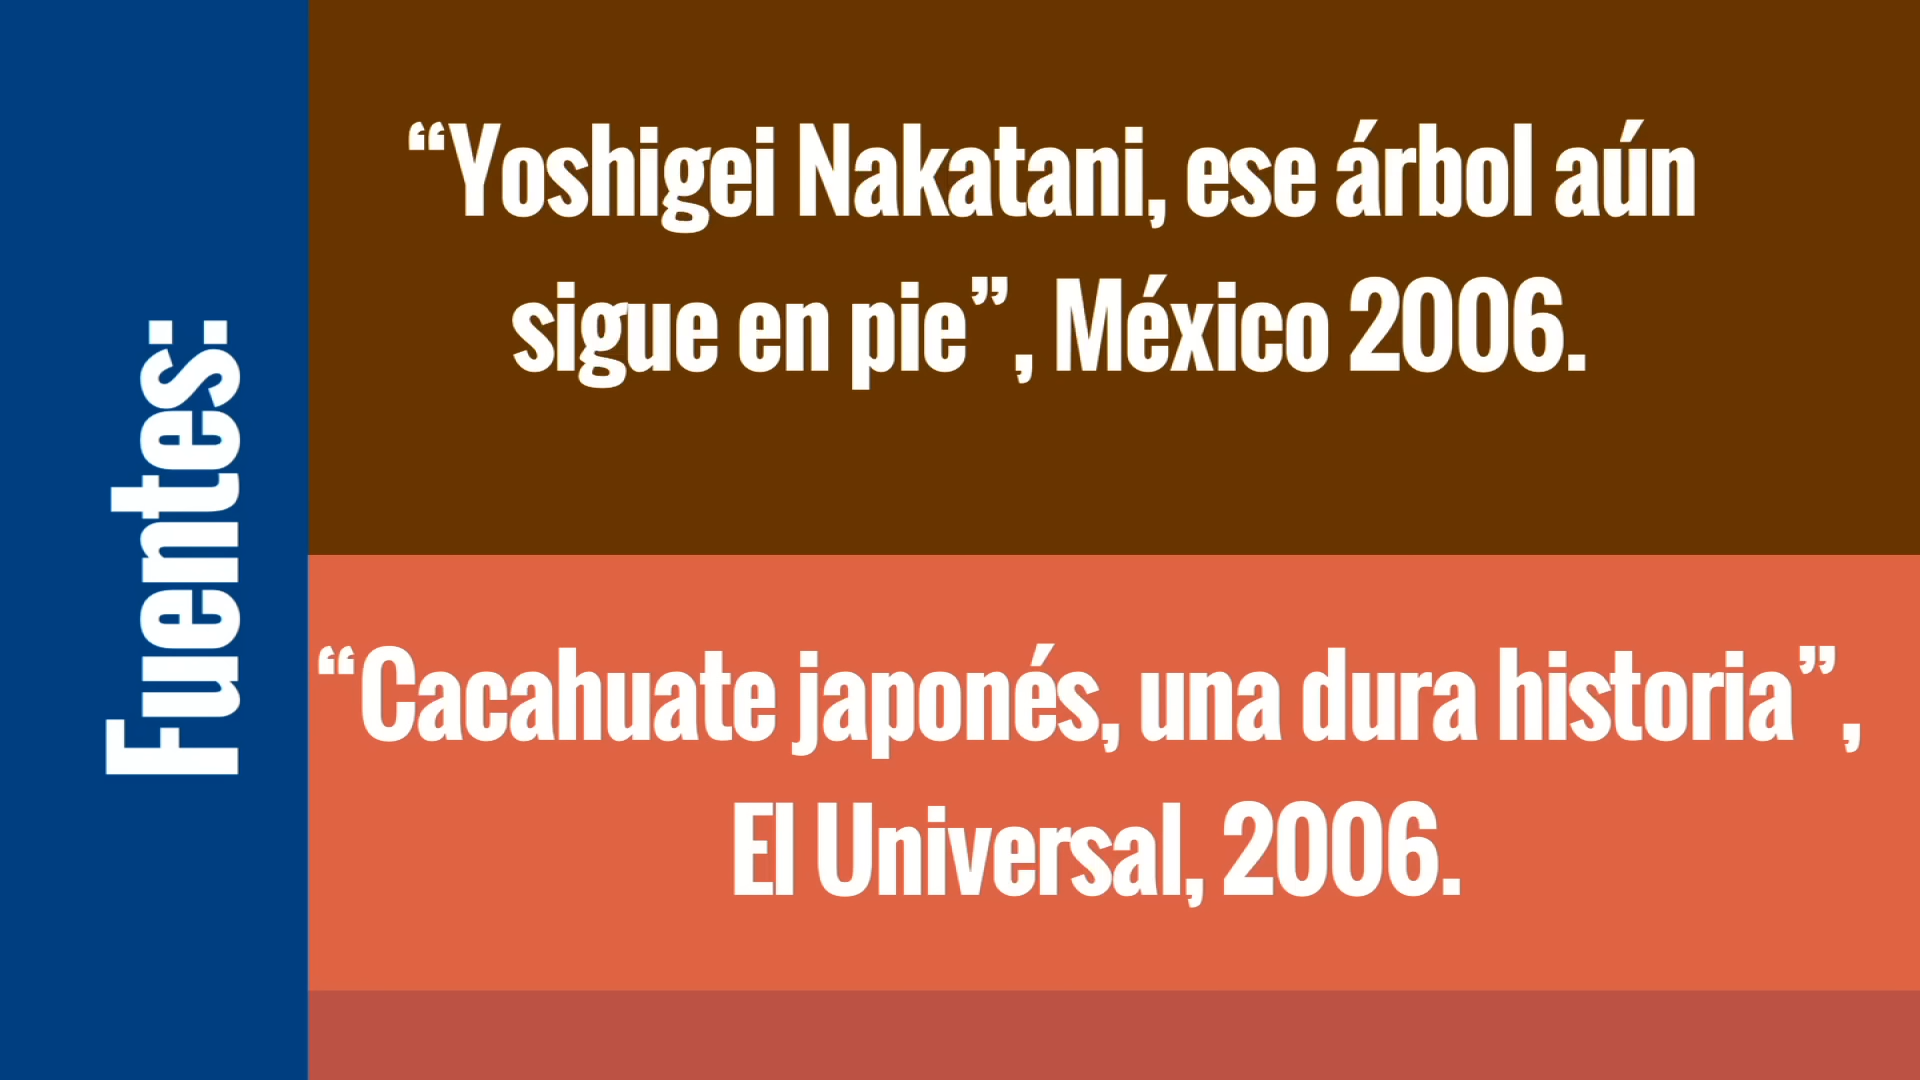 Fuentes:
“Yoshigei Nakatani, ese árbol aún
sigue en pie”, México 2006.
“Cacahuate japonés, una dura historia”,
El Universal, 2006.